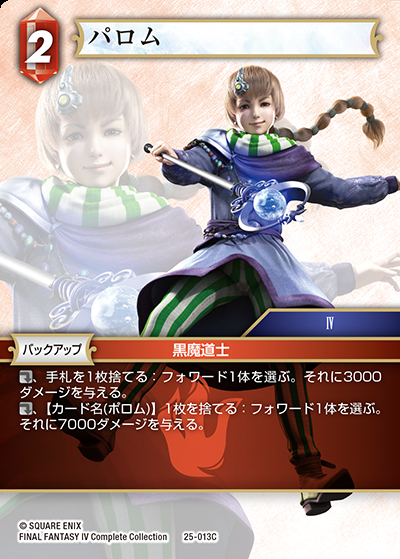 2
パロム
IV
バックアップ
黒魔道士
、手札を1枚捨てる:フォワード1体を選ぶ。それに3000
ダメージを与える。
、【カード名(ポロム)】1枚を捨てる:フォワード1体を選ぶ。
それに7000ダメージを与える。
© SQUARE ENIX
FINAL FANTASY IV Complete Collection 25-013C